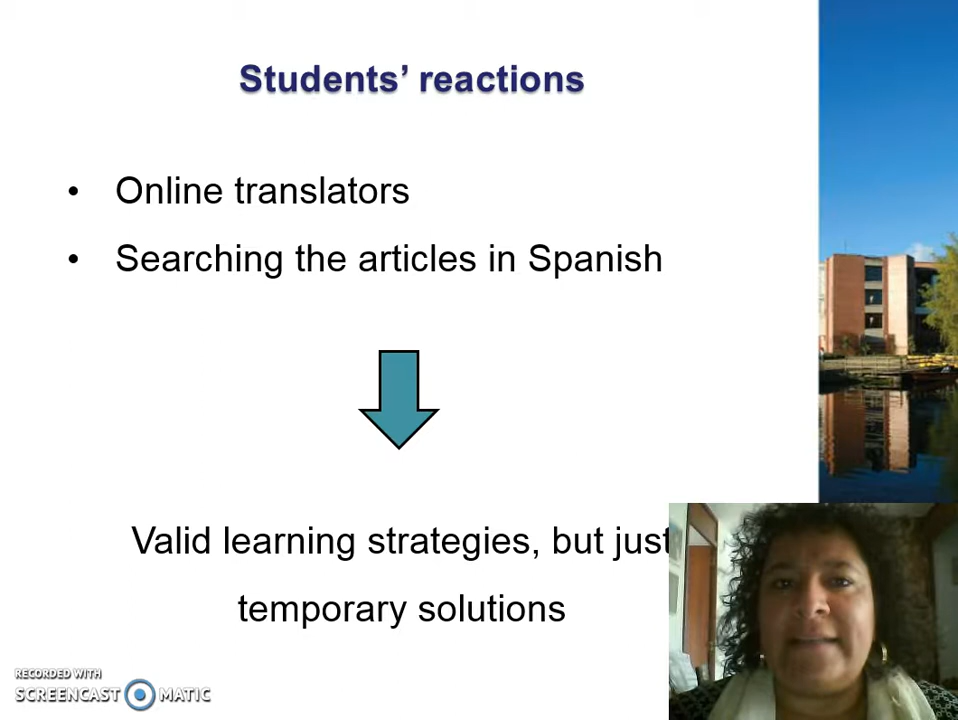 Students’ reactions
• Online translators
• Searching the articles in Spanish
Valid learning strategies, but just
temporary solutions
RECORDED WITH
SCREENCAST MATIC